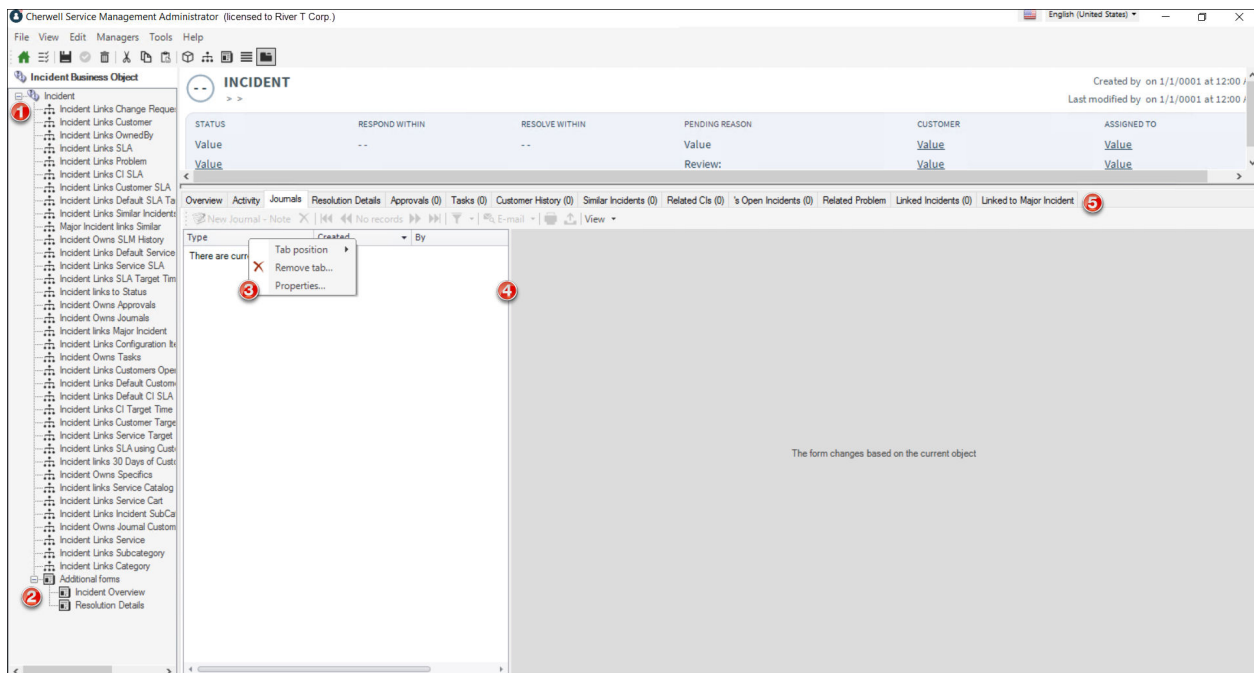 Cherwell Service Management Administrator (licensed to River T Corp.)
English (United States)
File View Edit Managers Tools Help
Incident Business Object
Incident
1
Incident Links Change Reques
Incident Links Customer
Incident Links OwnedBy
Incident Links SLA
Incident Links Problem
Incident Links CI SLA
Incident Links Customer SLA
Incident Links Default SLA Ta
Incident Links Similar Incidents
Major Incident links Similar
Incident Owns SLM History
Incident Links Default Service
Incident Links Service SLA
Incident Links SLA Target Tim
Incident links to Status
Incident Owns Approvals
Incident Owns Journals
Incident links Major Incident
Incident Links Configuration Ite
Incident Owns Tasks
Incident Links Customers Open
Incident Links Default Custome
Incident Links Default CI SLA
Incident Links CI Target Time
Incident Links Customer Targe
Incident Links Service Target
Incident Links SLA using Custo
Incident links 30 Days of Custo
Incident Owns Specifics
Incident links Service Catalog
Incident Links Service Cart
Incident Links Incident SubCa
Incident Owns Journal Custom
Incident Links Service
Incident Links Subcategory
Incident Links Category
Additional forms
2
Incident Overview
Resolution Details
-- INCIDENT
> >
Created by on 1/1/0001 at 12:00
Last modified by on 1/1/0001 at 12:00
STATUS RESPOND WITHIN RESOLVE WITHIN PENDING REASON CUSTOMER ASSIGNED TO
Value -- -- Value Value Value
Value Review: Value Value
Overview Activity Journals Resolution Details Approvals (0) Tasks (0) Customer History (0) Similar Incidents (0) Related CIs (0) 's Open Incidents (0) Related Problem Linked Incidents (0) Linked to Major Incident 5
New Journal - Note No records E-mail View
Type Created By
There are curr
Tab position
Remove tab...
Properties...
3
4
The form changes based on the current object